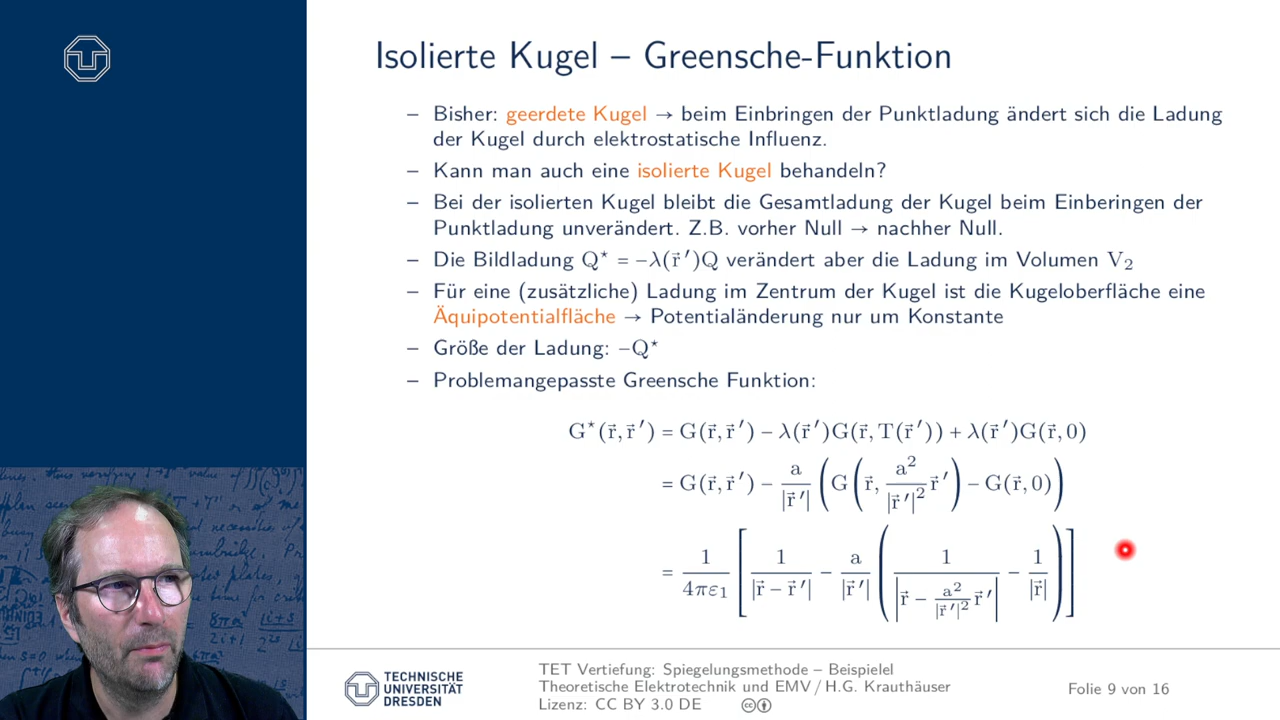 Isolierte Kugel – Greensche-Funktion
– Bisher: geerdete Kugel → beim Einbringen der Punktladung ändert sich die Ladung
der Kugel durch elektrostatische Influenz.
– Kann man auch eine isolierte Kugel behandeln?
– Bei der isolierten Kugel bleibt die Gesamtladung der Kugel beim Einberingen der
Punktladung unverändert. Z.B. vorher Null → nachher Null.
– Die Bildladung Q⋆ = −λ(r⃗ ′)Q verändert aber die Ladung im Volumen V₂
– Für eine (zusätzliche) Ladung im Zentrum der Kugel ist die Kugeloberfläche eine
Äquipotentialfläche → Potentialänderung nur um Konstante
– Größe der Ladung: −Q⋆
– Problemangepasste Greensche Funktion:
G⋆(r⃗, r⃗ ′) = G(r⃗, r⃗ ′) − λ(r⃗ ′)G(r⃗, T(r⃗ ′)) + λ(r⃗ ′)G(r⃗, 0)
= G(r⃗, r⃗ ′) − a/|r⃗ ′| (G(r⃗, a²/|r⃗ ′|² r⃗ ′) − G(r⃗, 0))
= 1/4πε₁ [1/|r⃗ − r⃗ ′| − a/|r⃗ ′| (1/|r⃗ − a²/|r⃗ ′|² r⃗ ′| − 1/|r⃗|)]
TECHNISCHE
UNIVERSITÄT
DRESDEN
TET Vertiefung: Spiegelungsmethode – Beispielel
Theoretische Elektrotechnik und EMV / H.G. Krauthäuser
Lizenz: CC BY 3.0 DE
Folie 9 von 16